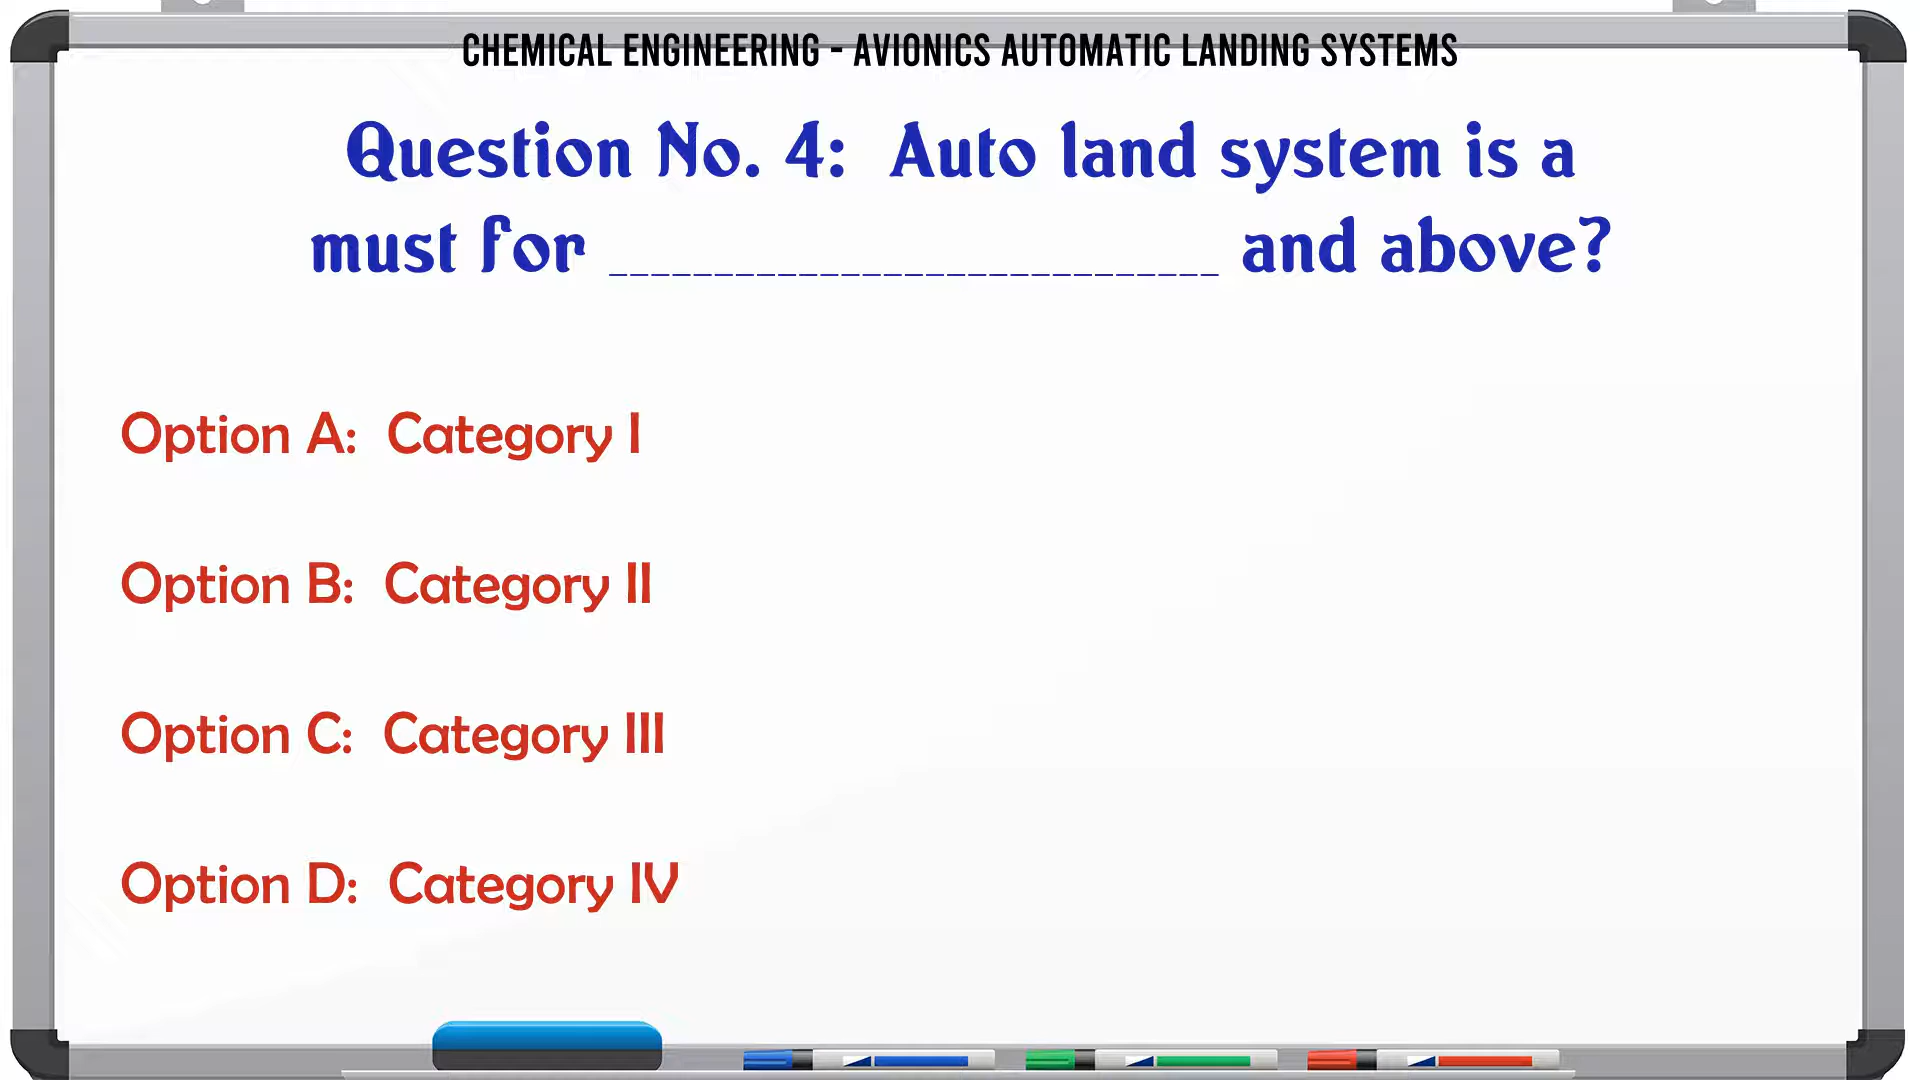 CHEMICAL ENGINEERING - AVIONICS AUTOMATIC LANDING SYSTEMS
Question No. 4: Auto land system is a
must for _____________________________ and above?
Option A: Category I
Option B: Category II
Option C: Category III
Option D: Category IV